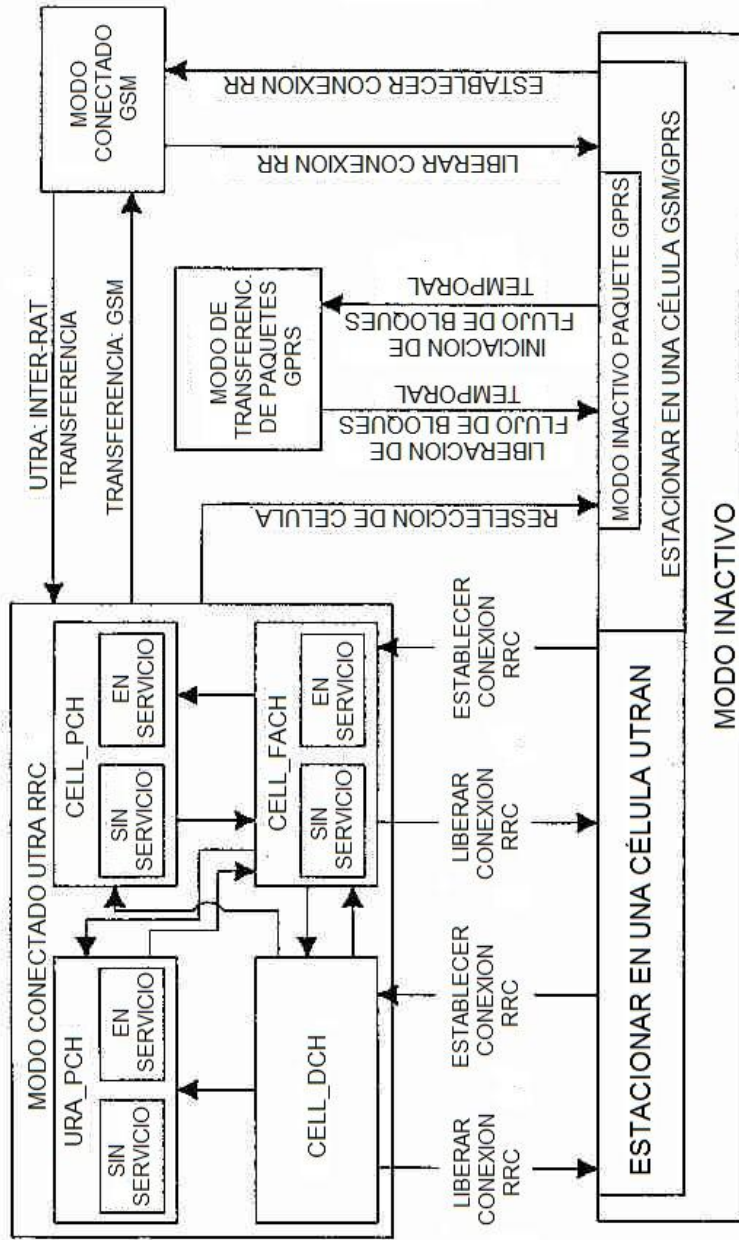 MODO CONECTADO UTRA RRC
URA_PCH
SIN
SERVICIO
EN
SERVICIO
CELL_PCH
SIN
SERVICIO
EN
SERVICIO
CELL_DCH
CELL_FACH
SIN
SERVICIO
EN
SERVICIO
UTRA: INTER-RAT
TRANSFERENCIA
TRANSFERENCIA: GSM
MODO
CONECTADO
GSM
MODO DE
TRANSFERENC.
DE PAQUETES
GPRS
LIBERAR
CONEXION
RRC
ESTABLECER
CONEXION
RRC
LIBERAR
CONEXION
RRC
ESTABLECER
CONEXION
RRC
RESELECCION DE CELULA
LIBERACION DE
FLUJO DE BLOQUES
TEMPORAL
INICIACION DE
FLUJO DE BLOQUES
TEMPORAL
LIBERAR CONEXION RR
ESTABLECER CONEXION RR
MODO INACTIVO PAQUETE GPRS
ESTACIONAR EN UNA CÉLULA UTRAN
ESTACIONAR EN UNA CÉLULA GSM/GPRS
MODO INACTIVO